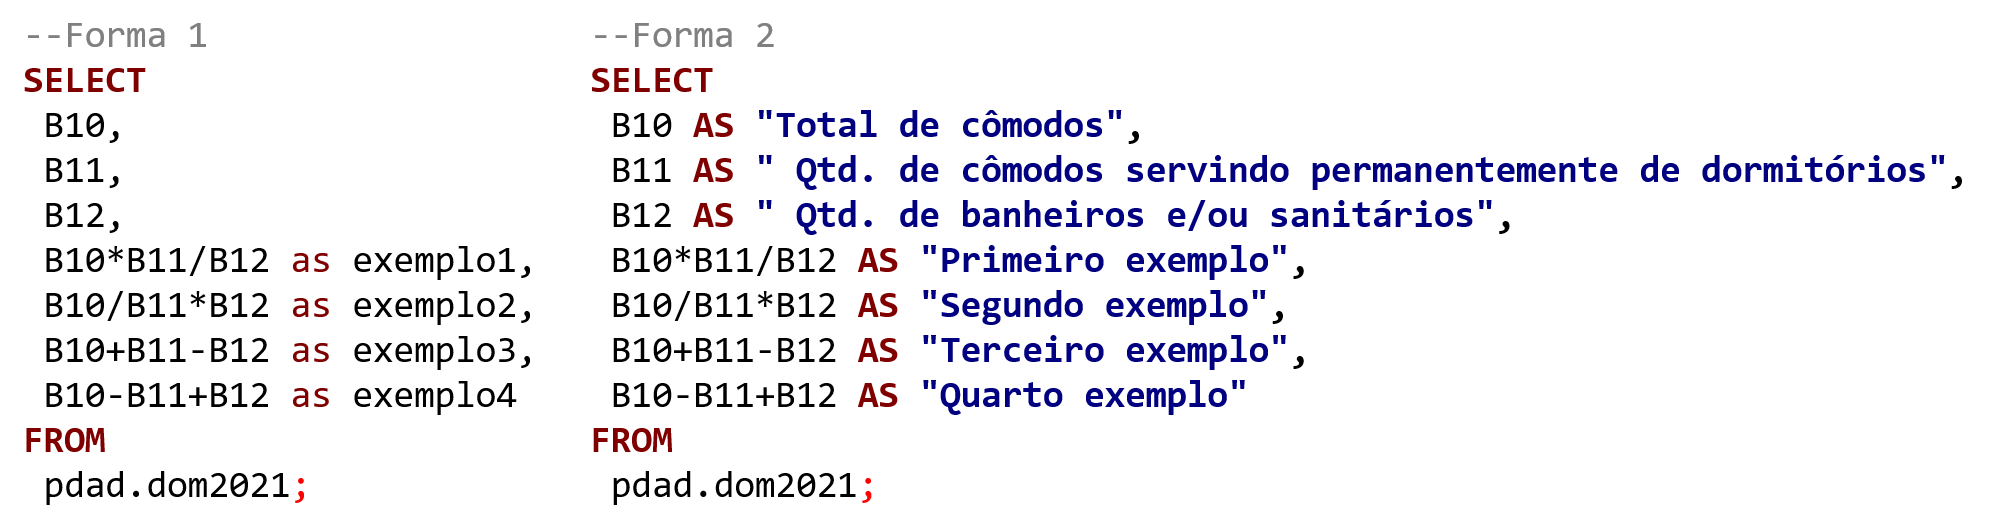 --Forma 1
SELECT
B10,
B11,
B12,
B10*B11/B12 as exemplo1,
B10/B11*B12 as exemplo2,
B10+B11-B12 as exemplo3,
B10-B11+B12 as exemplo4
FROM
pdad.dom2021;
--Forma 2
SELECT
B10 AS "Total de cômodos",
B11 AS " Qtd. de cômodos servindo permanentemente de dormitórios",
B12 AS " Qtd. de banheiros e/ou sanitários",
B10*B11/B12 AS "Primeiro exemplo",
B10/B11*B12 AS "Segundo exemplo",
B10+B11-B12 AS "Terceiro exemplo",
B10-B11+B12 AS "Quarto exemplo"
FROM
pdad.dom2021;